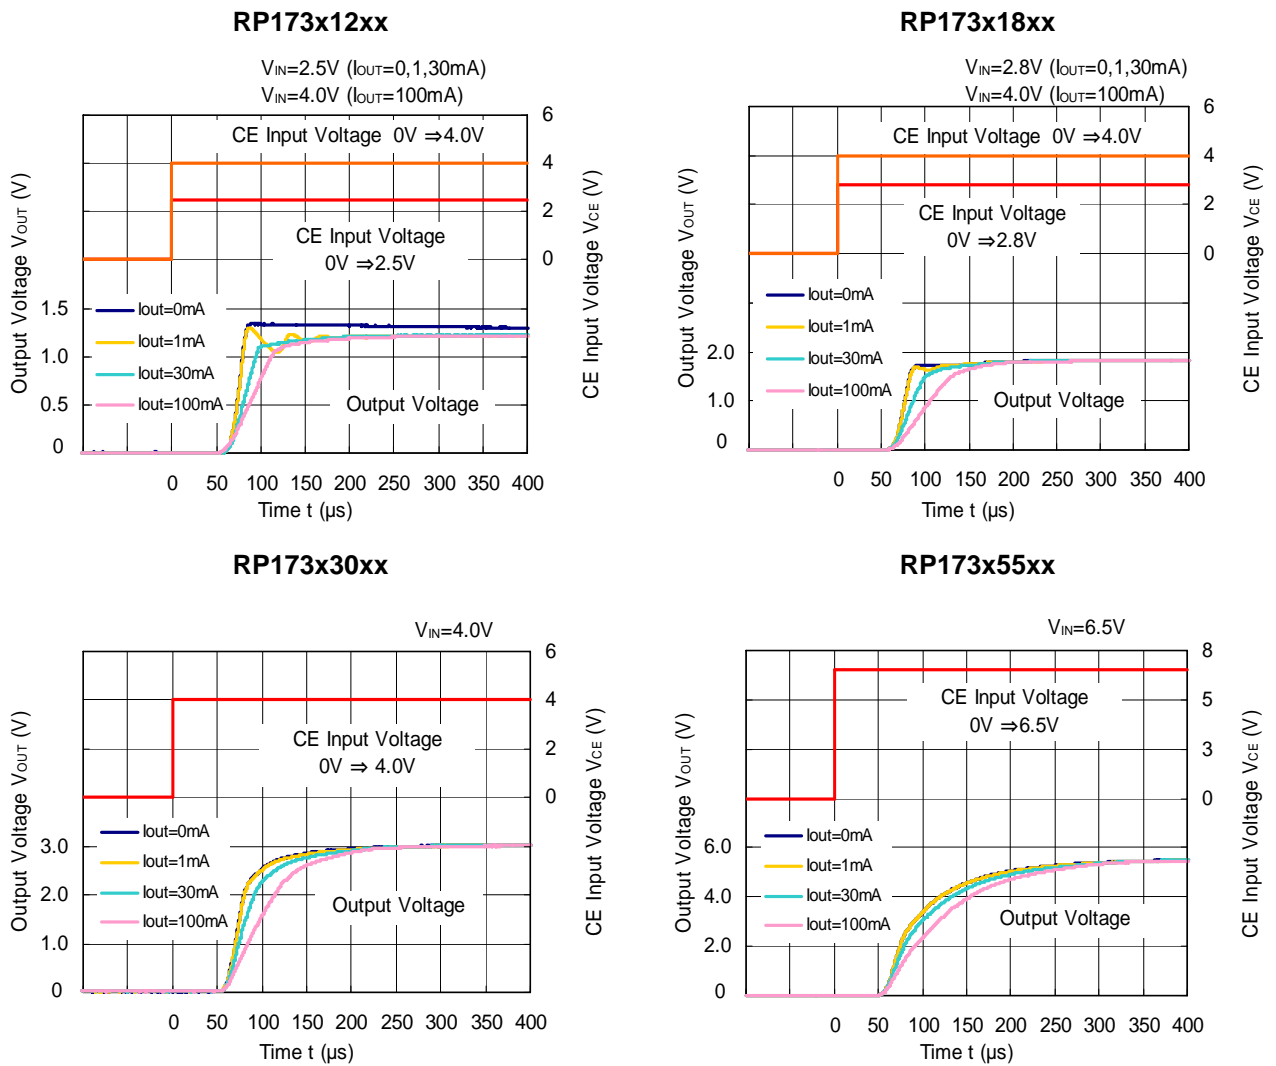 RP173x12xx
VIN=2.5V (IOUT=0,1,30mA)
VIN=4.0V (IOUT=100mA)
CE Input Voltage 0V ⇒4.0V
CE Input Voltage
0V ⇒2.5V
Iout=0mA
Iout=1mA
Iout=30mA
Iout=100mA
Output Voltage
Output Voltage VOUT (V)
1.5
1.0
0.5
0
CE Input Voltage VCE (V)
6
4
2
0
0 50 100 150 200 250 300 350 400
Time t (µs)
RP173x18xx
VIN=2.8V (IOUT=0,1,30mA)
VIN=4.0V (IOUT=100mA)
CE Input Voltage 0V ⇒4.0V
CE Input Voltage
0V ⇒2.8V
Iout=0mA
Iout=1mA
Iout=30mA
Iout=100mA
Output Voltage
Output Voltage VOUT (V)
2.0
1.0
0
CE Input Voltage VCE (V)
6
4
2
0
0 50 100 150 200 250 300 350 400
Time t (µs)
RP173x30xx
VIN=4.0V
CE Input Voltage
0V ⇒ 4.0V
Iout=0mA
Iout=1mA
Iout=30mA
Iout=100mA
Output Voltage
Output Voltage VOUT (V)
3.0
2.0
1.0
0
CE Input Voltage VCE (V)
6
4
2
0
0 50 100 150 200 250 300 350 400
Time t (µs)
RP173x55xx
VIN=6.5V
CE Input Voltage
0V ⇒6.5V
Iout=0mA
Iout=1mA
Iout=30mA
Iout=100mA
Output Voltage
Output Voltage VOUT (V)
6.0
4.0
2.0
0
CE Input Voltage VCE (V)
8
5
3
0
0 50 100 150 200 250 300 350 400
Time t (µs)